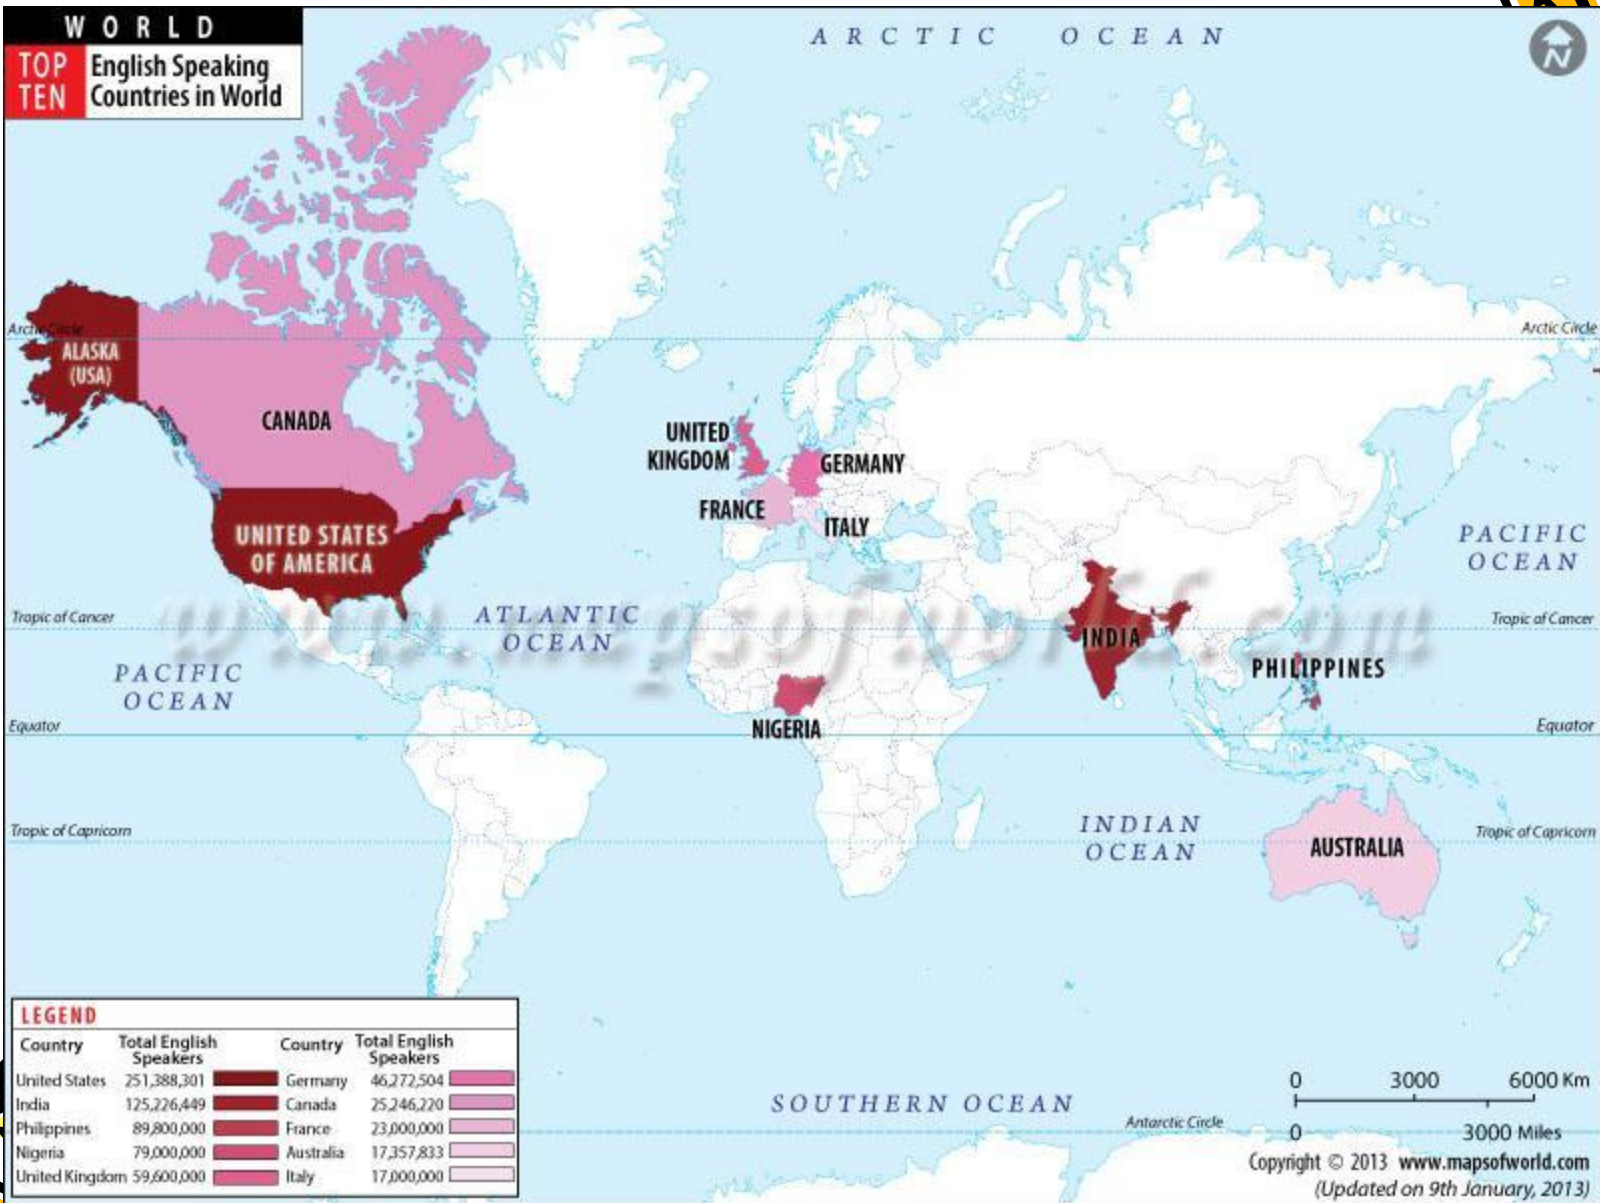 WORLD
TOP
TEN
English Speaking
Countries in World
ARCTIC OCEAN
N
Arctic Circle
Arctic Circle
ALASKA
(USA)
CANADA
UNITED
KINGDOM
GERMANY
FRANCE
ITALY
UNITED STATES
OF AMERICA
PACIFIC
OCEAN
www.mapsofworld.com
Tropic of Cancer
ATLANTIC
OCEAN
Tropic of Cancer
INDIA
PHILIPPINES
PACIFIC
OCEAN
NIGERIA
Equator
Equator
INDIAN
OCEAN
Tropic of Capricorn
Tropic of Capricorn
AUSTRALIA
LEGEND
Country Total English Speakers Country Total English Speakers
United States 251,388,301 Germany 46,272,504
India 125,226,449 Canada 25,246,220
Philippines 89,800,000 France 23,000,000
Nigeria 79,000,000 Australia 17,357,833
United Kingdom 59,600,000 Italy 17,000,000
SOUTHERN OCEAN
Antarctic Circle
0 3000 6000 Km
0 3000 Miles
Copyright © 2013 www.mapsofworld.com
(Updated on 9th January, 2013)